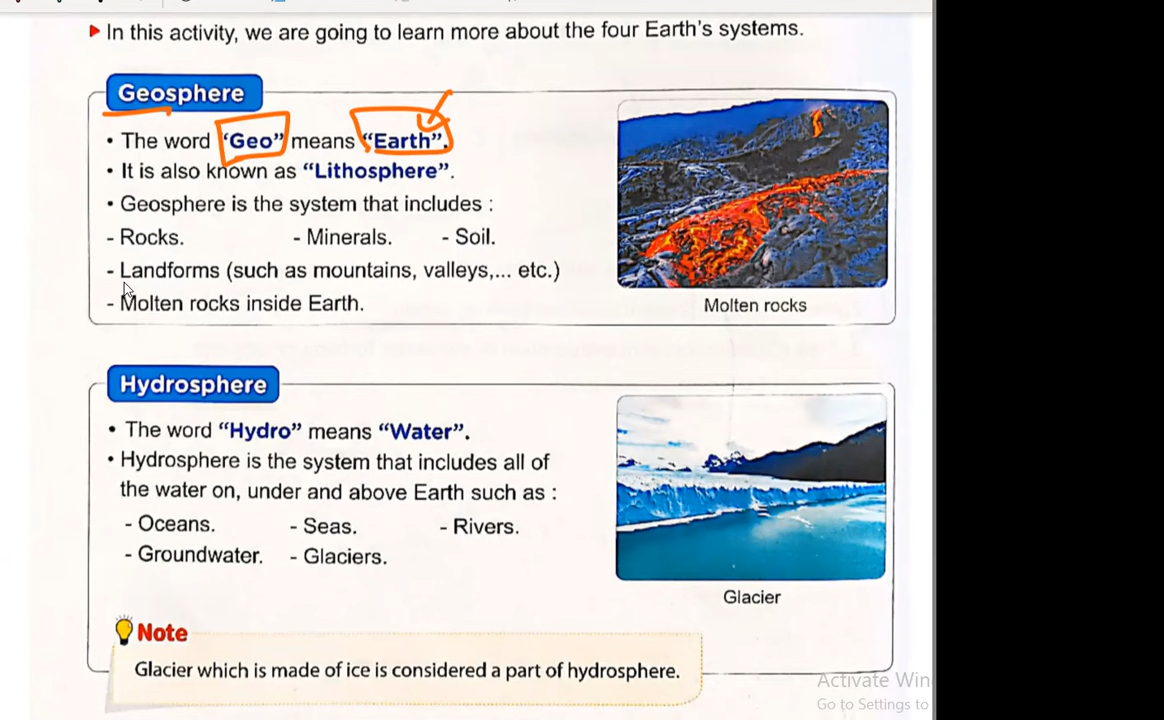 In this activity, we are going to learn more about the four Earth's systems.
Geosphere
• The word "Geo" means "Earth".
• It is also known as "Lithosphere".
• Geosphere is the system that includes :
- Rocks. - Minerals. - Soil.
- Landforms (such as mountains, valleys,... etc.)
- Molten rocks inside Earth.
Molten rocks
Hydrosphere
• The word "Hydro" means "Water".
• Hydrosphere is the system that includes all of
the water on, under and above Earth such as :
- Oceans. - Seas. - Rivers.
- Groundwater. - Glaciers.
Glacier
Note
Glacier which is made of ice is considered a part of hydrosphere.
Activate Win
Go to Settings to